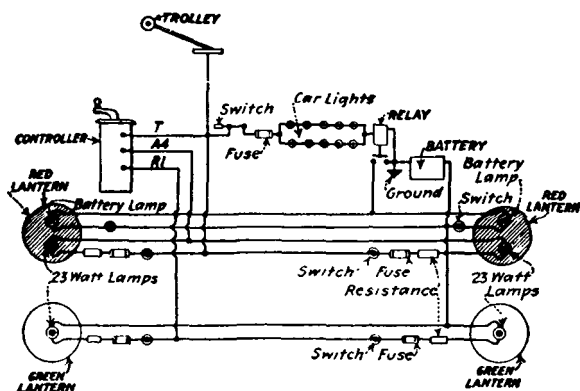 TROLLEY
Switch
Car Lights
RELAY
T
CONTROLLER
A4
Fuse
BATTERY
R1
Battery
Lamp
RED
LANTERN
Ground
Battery Lamp
Switch
RED
LANTERN
23 Watt Lamps
Switch
Fuse
23 Watt
Lamps
Resistance
Switch
Fuse
GREEN
LANTERN
GREEN
LANTERN